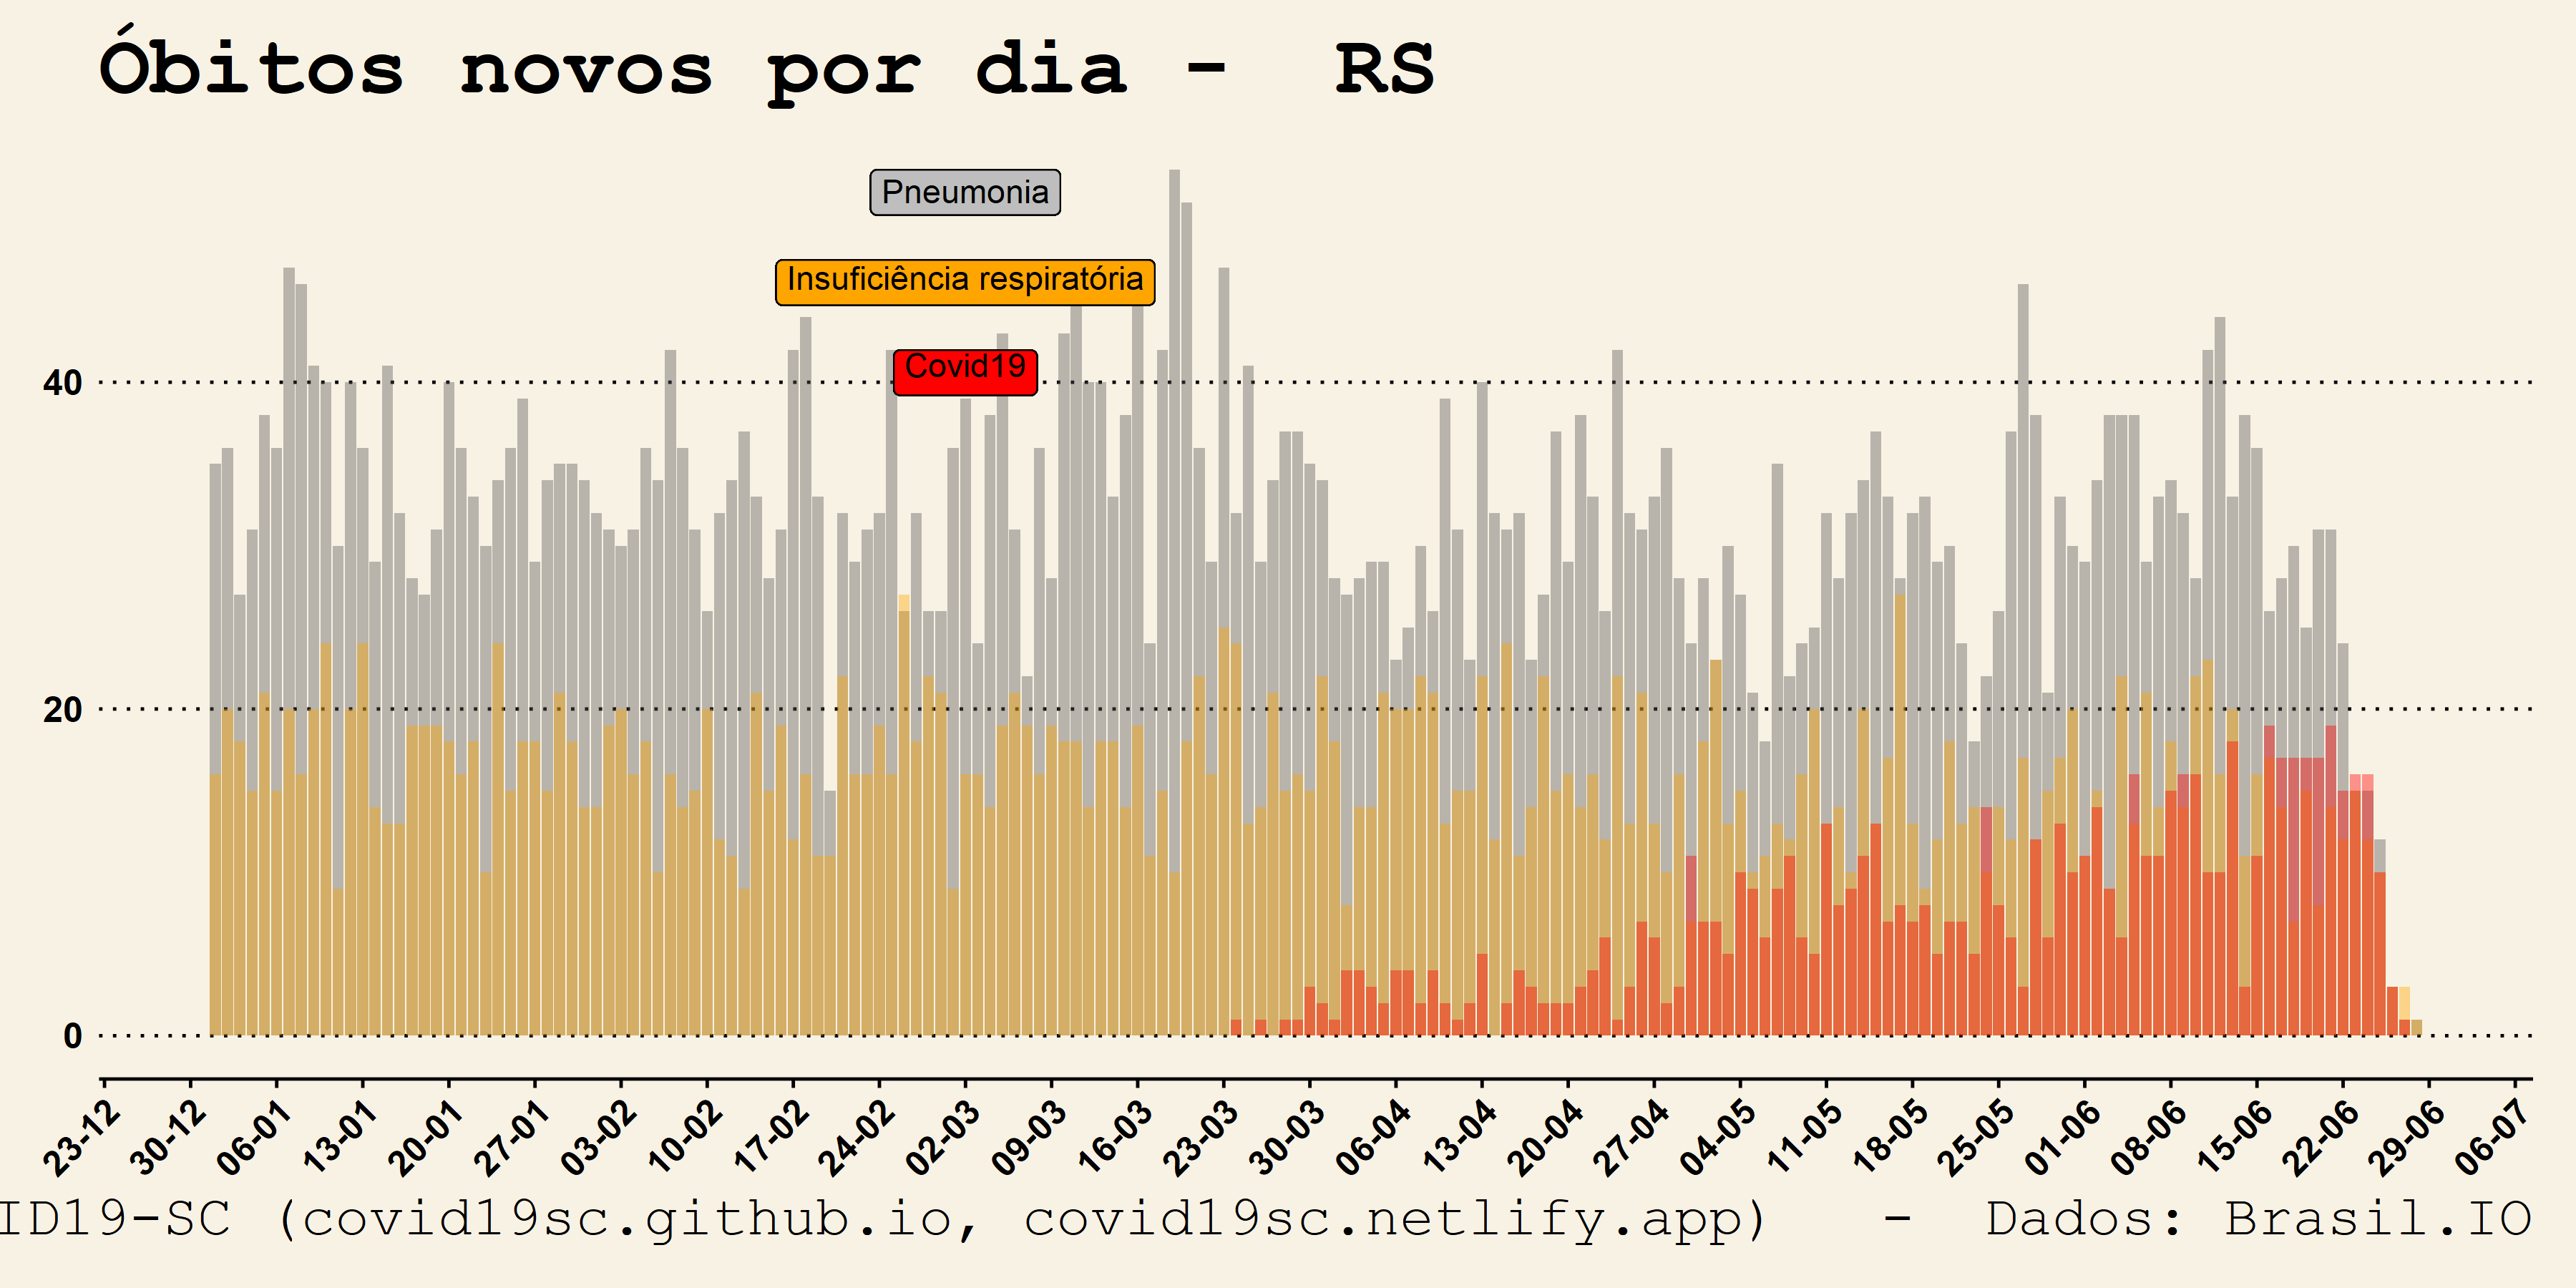 Óbitos novos por dia - RS
Pneumonia
Insuficiência respiratória
Covid19
40
20
0
23-12 30-12 06-01 13-01 20-01 27-01 03-02 10-02 17-02 24-02 02-03 09-03 16-03 23-03 30-03 06-04 13-04 20-04 27-04 04-05 11-05 18-05 25-05 01-06 08-06 15-06 22-06 29-06 06-07
ID19-SC (covid19sc.github.io, covid19sc.netlify.app) - Dados: Brasil.IO